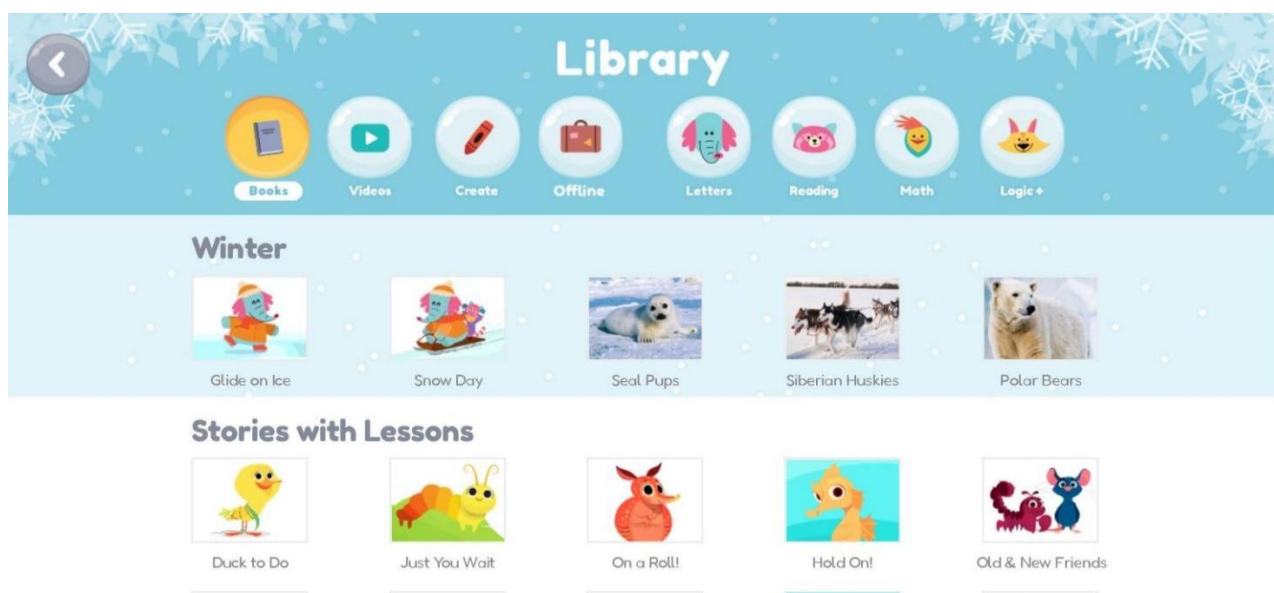 Library
Books Videos Create Offline Letters Reading Math Logic +
Winter
Glide on Ice Snow Day Seal Pups Siberian Huskies Polar Bears
Stories with Lessons
Duck to Do Just You Wait On a Roll! Hold On! Old & New Friends